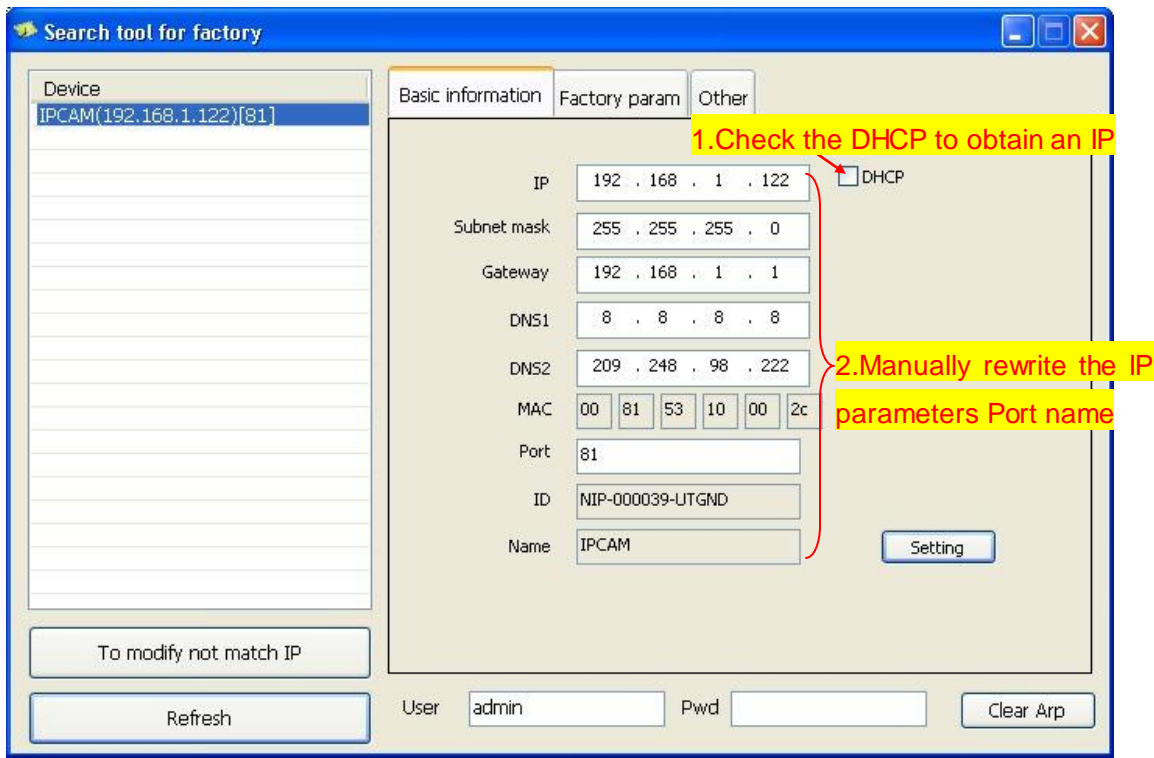 Search tool for factory
Device
IPCAM(192.168.1.122)[81]
Basic information Factory param Other
1.Check the DHCP to obtain an IP
IP 192 . 168 . 1 . 122 DHCP
Subnet mask 255 . 255 . 255 . 0
Gateway 192 . 168 . 1 . 1
DNS1 8 . 8 . 8 . 8
DNS2 209 . 248 . 98 . 222
2.Manually rewrite the IP
parameters Port name
MAC 00 81 53 10 00 2c
Port 81
ID NIP-000039-UTGND
Name IPCAM
Setting
To modify not match IP
Refresh
User admin Pwd Clear Arp